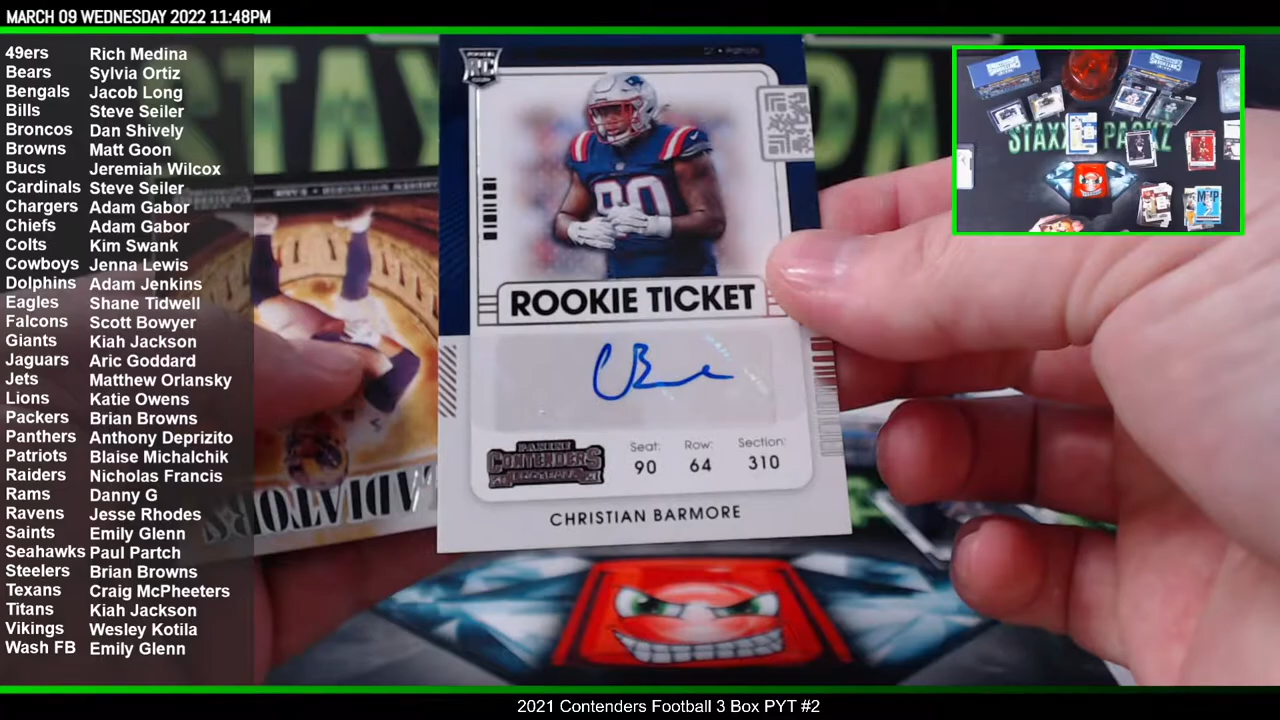 MARCH 09 WEDNESDAY 2022 11:48PM
49ers Rich Medina
Bears Sylvia Ortiz
Bengals Jacob Long
Bills Steve Seiler
Broncos Dan Shively
Browns Matt Goon
Bucs Jeremiah Wilcox
Cardinals Steve Seiler
Chargers Adam Gabor
Chiefs Adam Gabor
Colts Kim Swank
Cowboys Jenna Lewis
Dolphins Adam Jenkins
Eagles Shane Tidwell
Falcons Scott Bowyer
Giants Kiah Jackson
Jaguars Aric Goddard
Jets Matthew Orlansky
Lions Katie Owens
Packers Brian Browns
Panthers Anthony Deprizito
Patriots Blaise Michalchik
Raiders Nicholas Francis
Rams Danny G
Ravens Jesse Rhodes
Saints Emily Glenn
Seahawks Paul Partch
Steelers Brian Browns
Texans Craig McPheeters
Titans Kiah Jackson
Vikings Wesley Kotila
Wash FB Emily Glenn
RC
90
ROOKIE TICKET
PANINI
CONTENDERS
FOOTBALL
Seat: Row: Section:
90 64 310
CHRISTIAN BARMORE
STAXX PACKZ
MVP
2021 Contenders Football 3 Box PYT #2